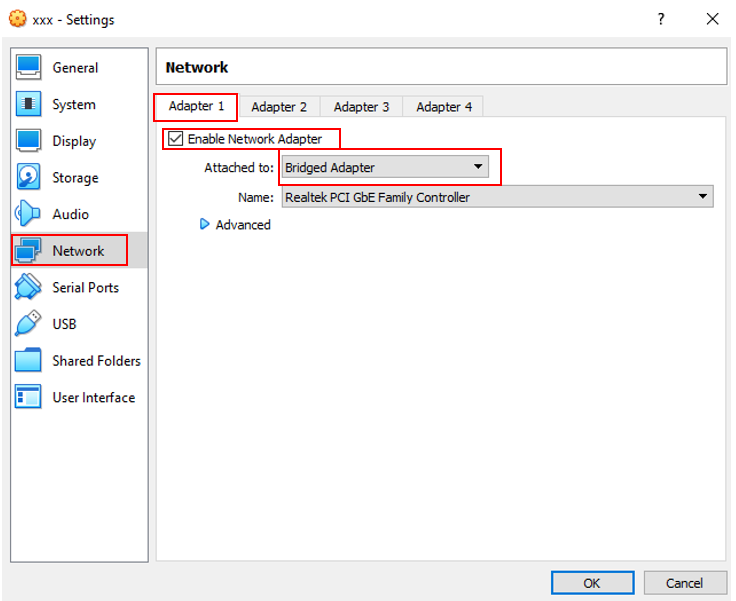 xxx - Settings
?
General
System
Display
Storage
Audio
Network
Serial Ports
USB
Shared Folders
User Interface
Network
Adapter 1 Adapter 2 Adapter 3 Adapter 4
Enable Network Adapter
Attached to: Bridged Adapter
Name: Realtek PCI GbE Family Controller
Advanced
OK Cancel